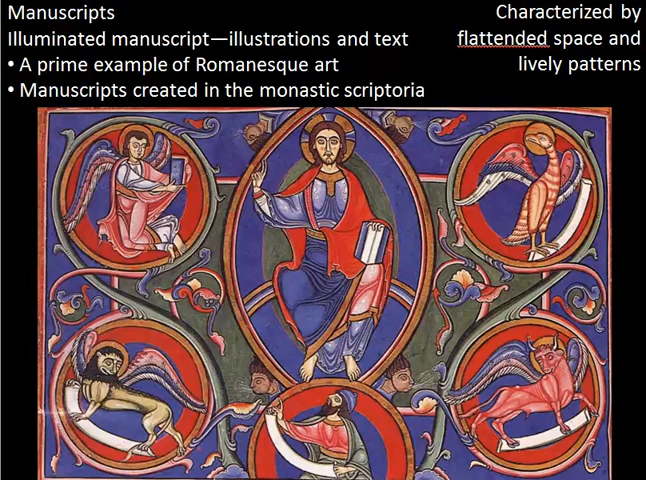 Manuscripts
Illuminated manuscript—illustrations and text
• A prime example of Romanesque art
• Manuscripts created in the monastic scriptoria
Characterized by
flattended space and
lively patterns